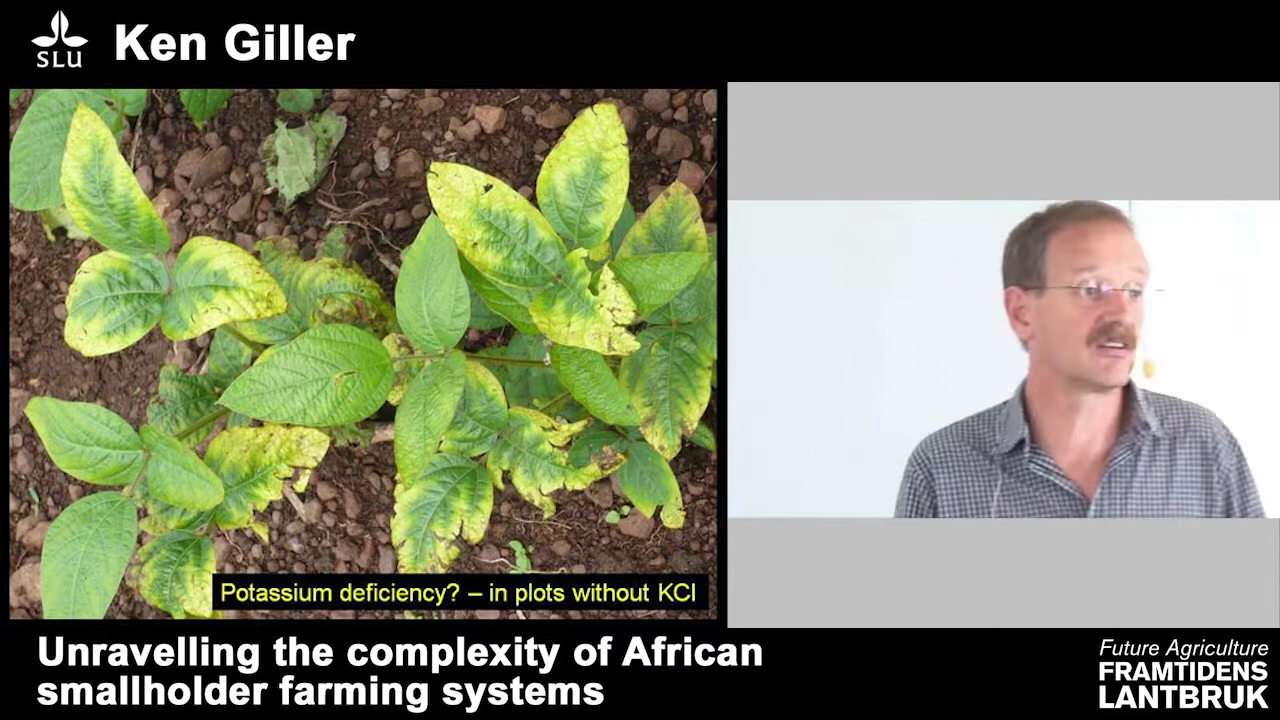 SLU
Ken Giller
Potassium deficiency? – in plots without KCl
Unravelling the complexity of African
smallholder farming systems
Future Agriculture
FRAMTIDENS
LANTBRUK